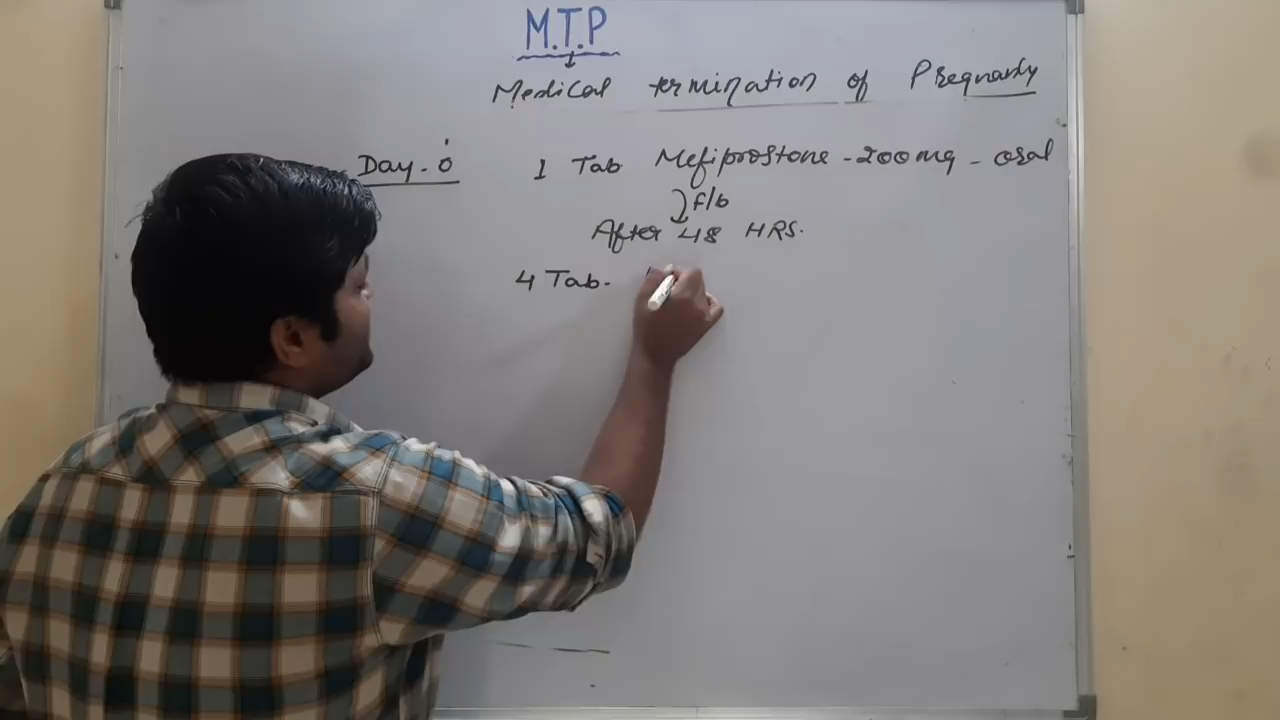 M.T.P
Medical termination of Pregnancy
Day-0 1 Tab Mefiprostone -200mg - oral
f/b
After 48 HRS.
4 Tab.